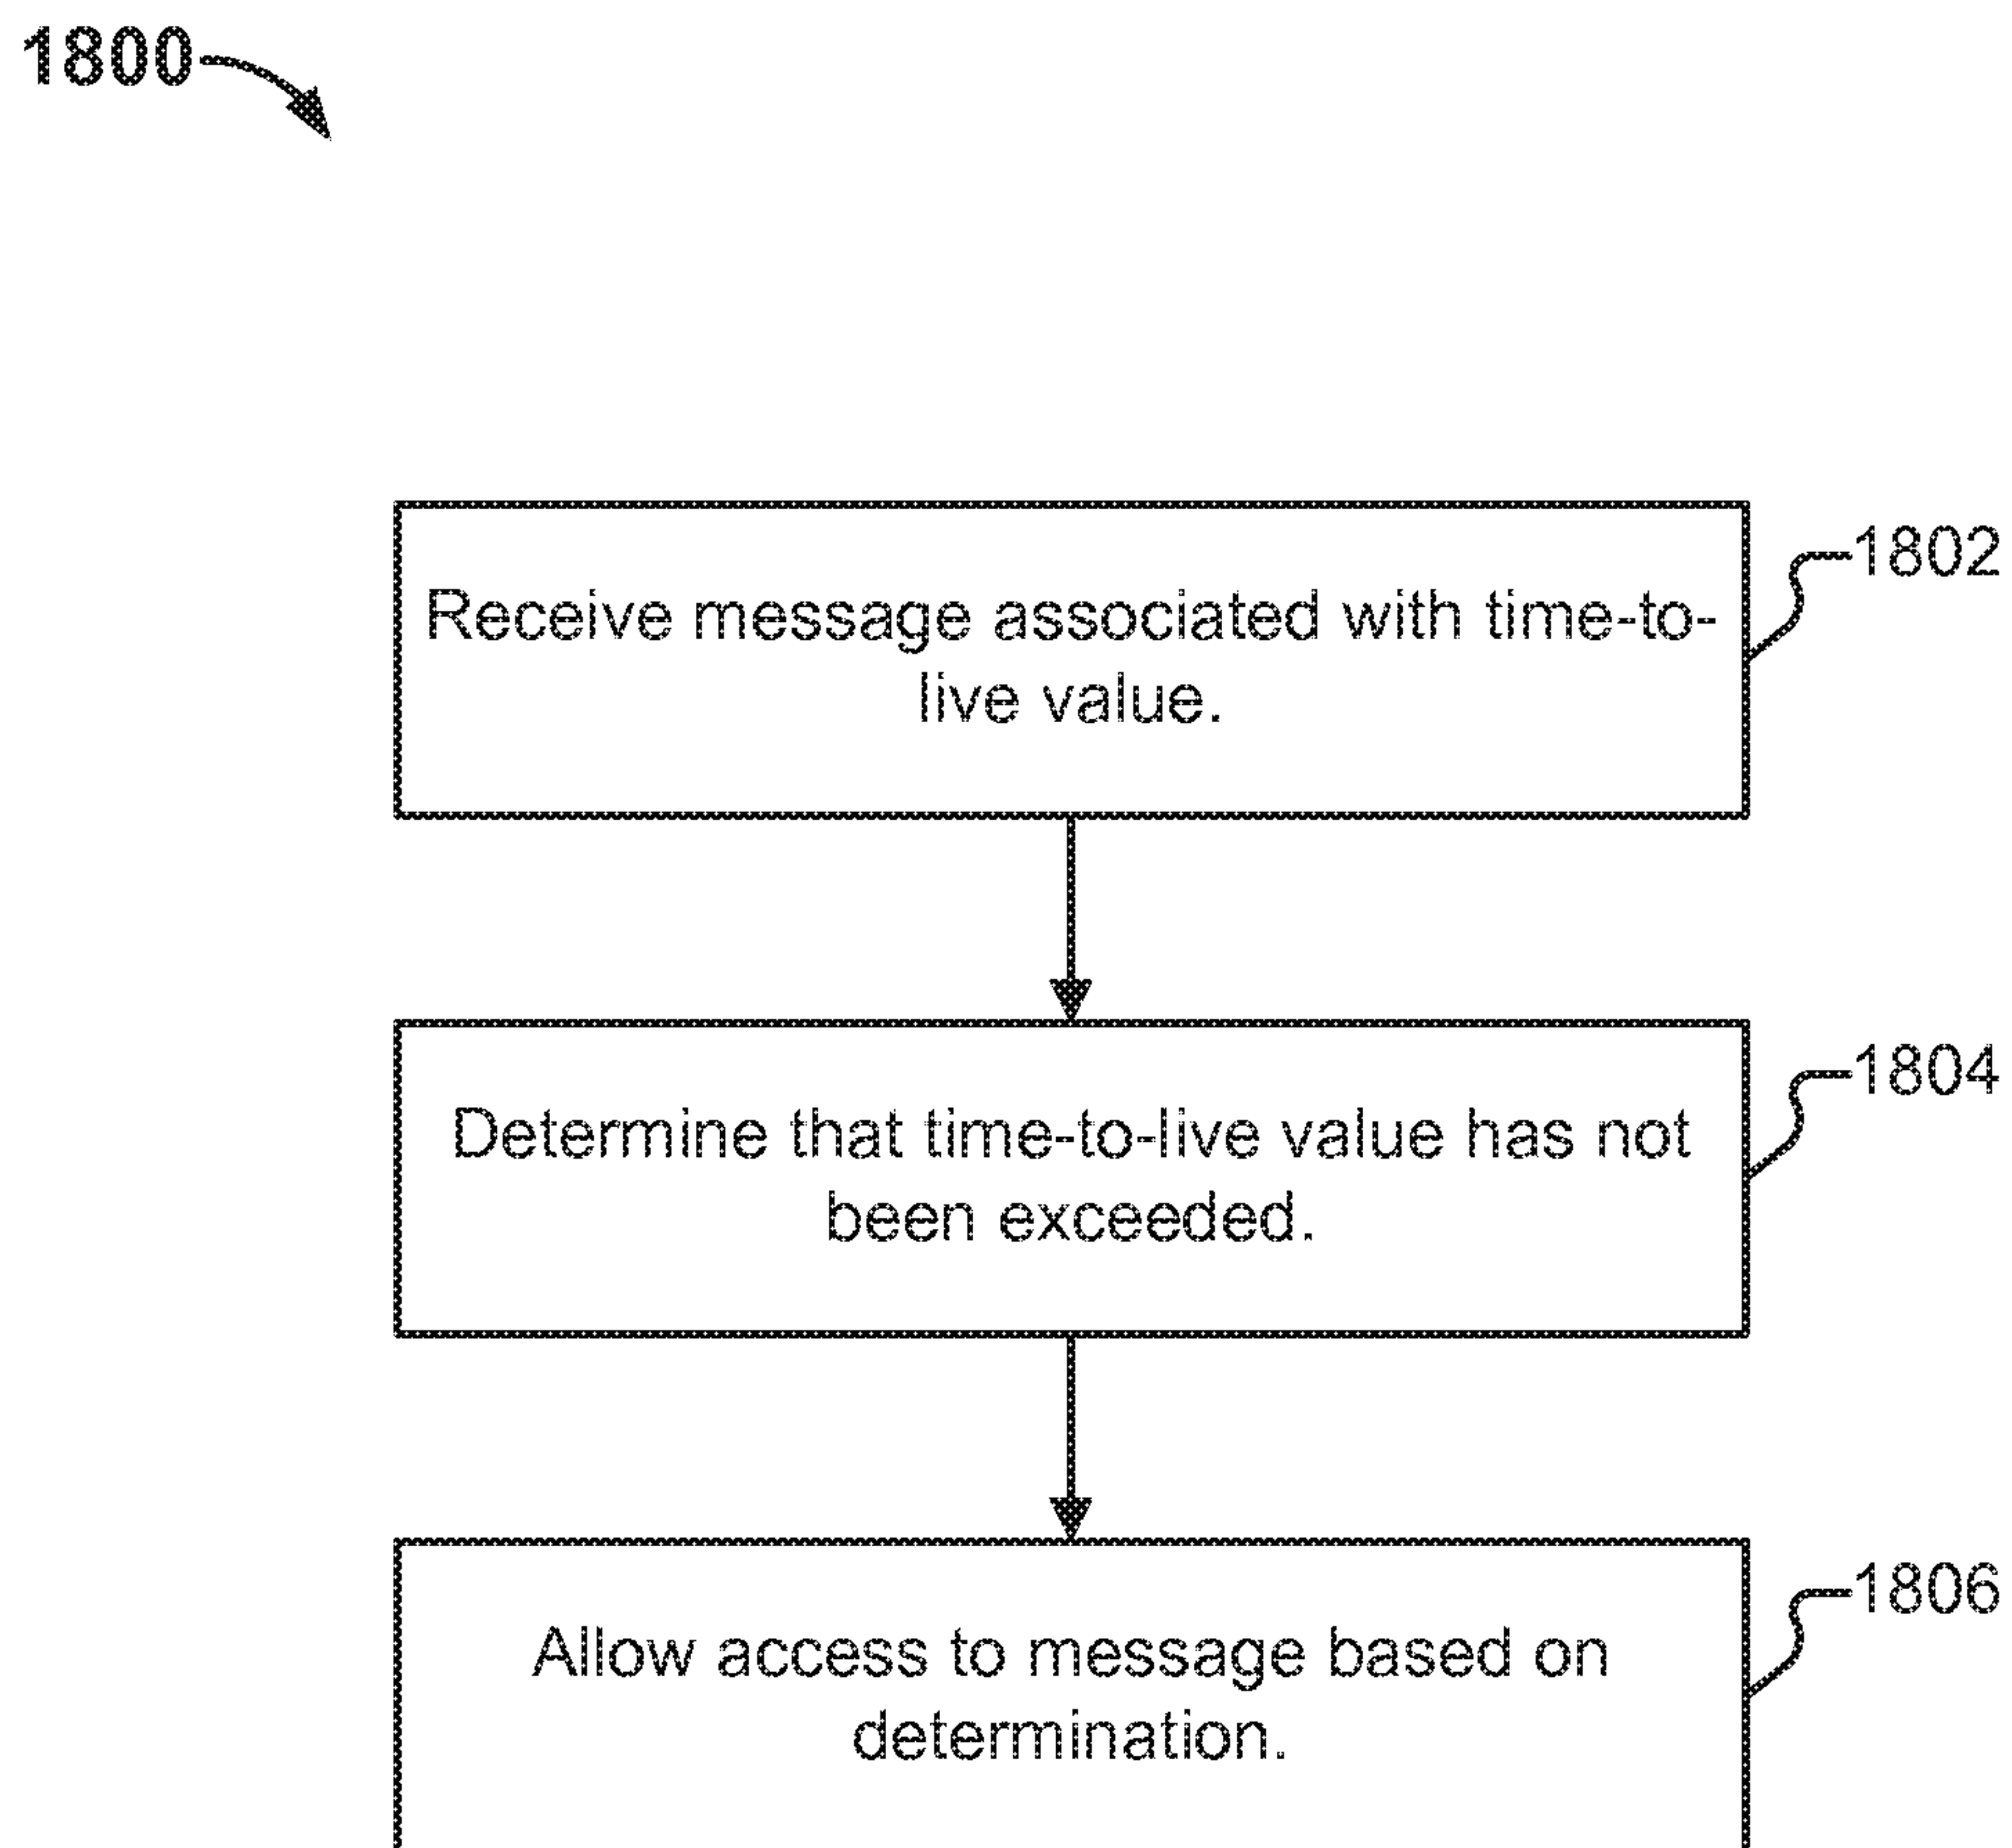 1800
1802
Receive message associated with time-to-
live value.
1804
Determine that time-to-live value has not
been exceeded.
1806
Allow access to message based on
determination.